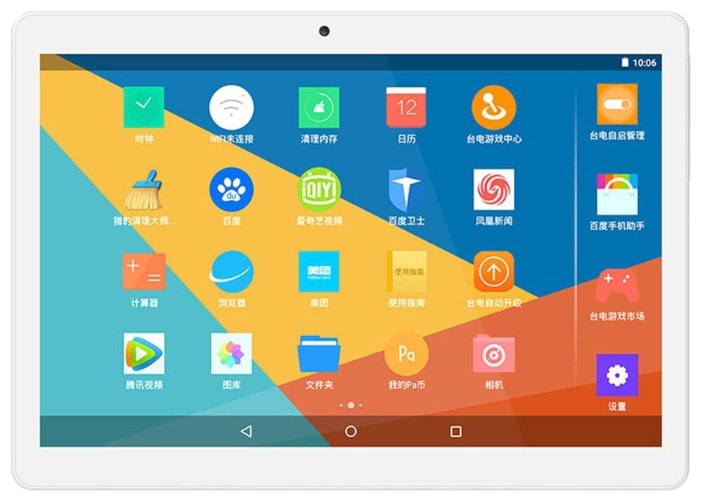 10:06
12
时钟
WiFi未连接
清理内存
日历
台电游戏中心
台电自启管理
du
iQIYI
猎豹清理大师...
百度
爱奇艺视频
百度卫士
凤凰新闻
百度手机助手
美团
使用指南
计算器
浏览器
美团
使用指南
台电自动升级
台电游戏市场
Pa
腾讯视频
图库
文件夹
我的Pa币
相机
设置